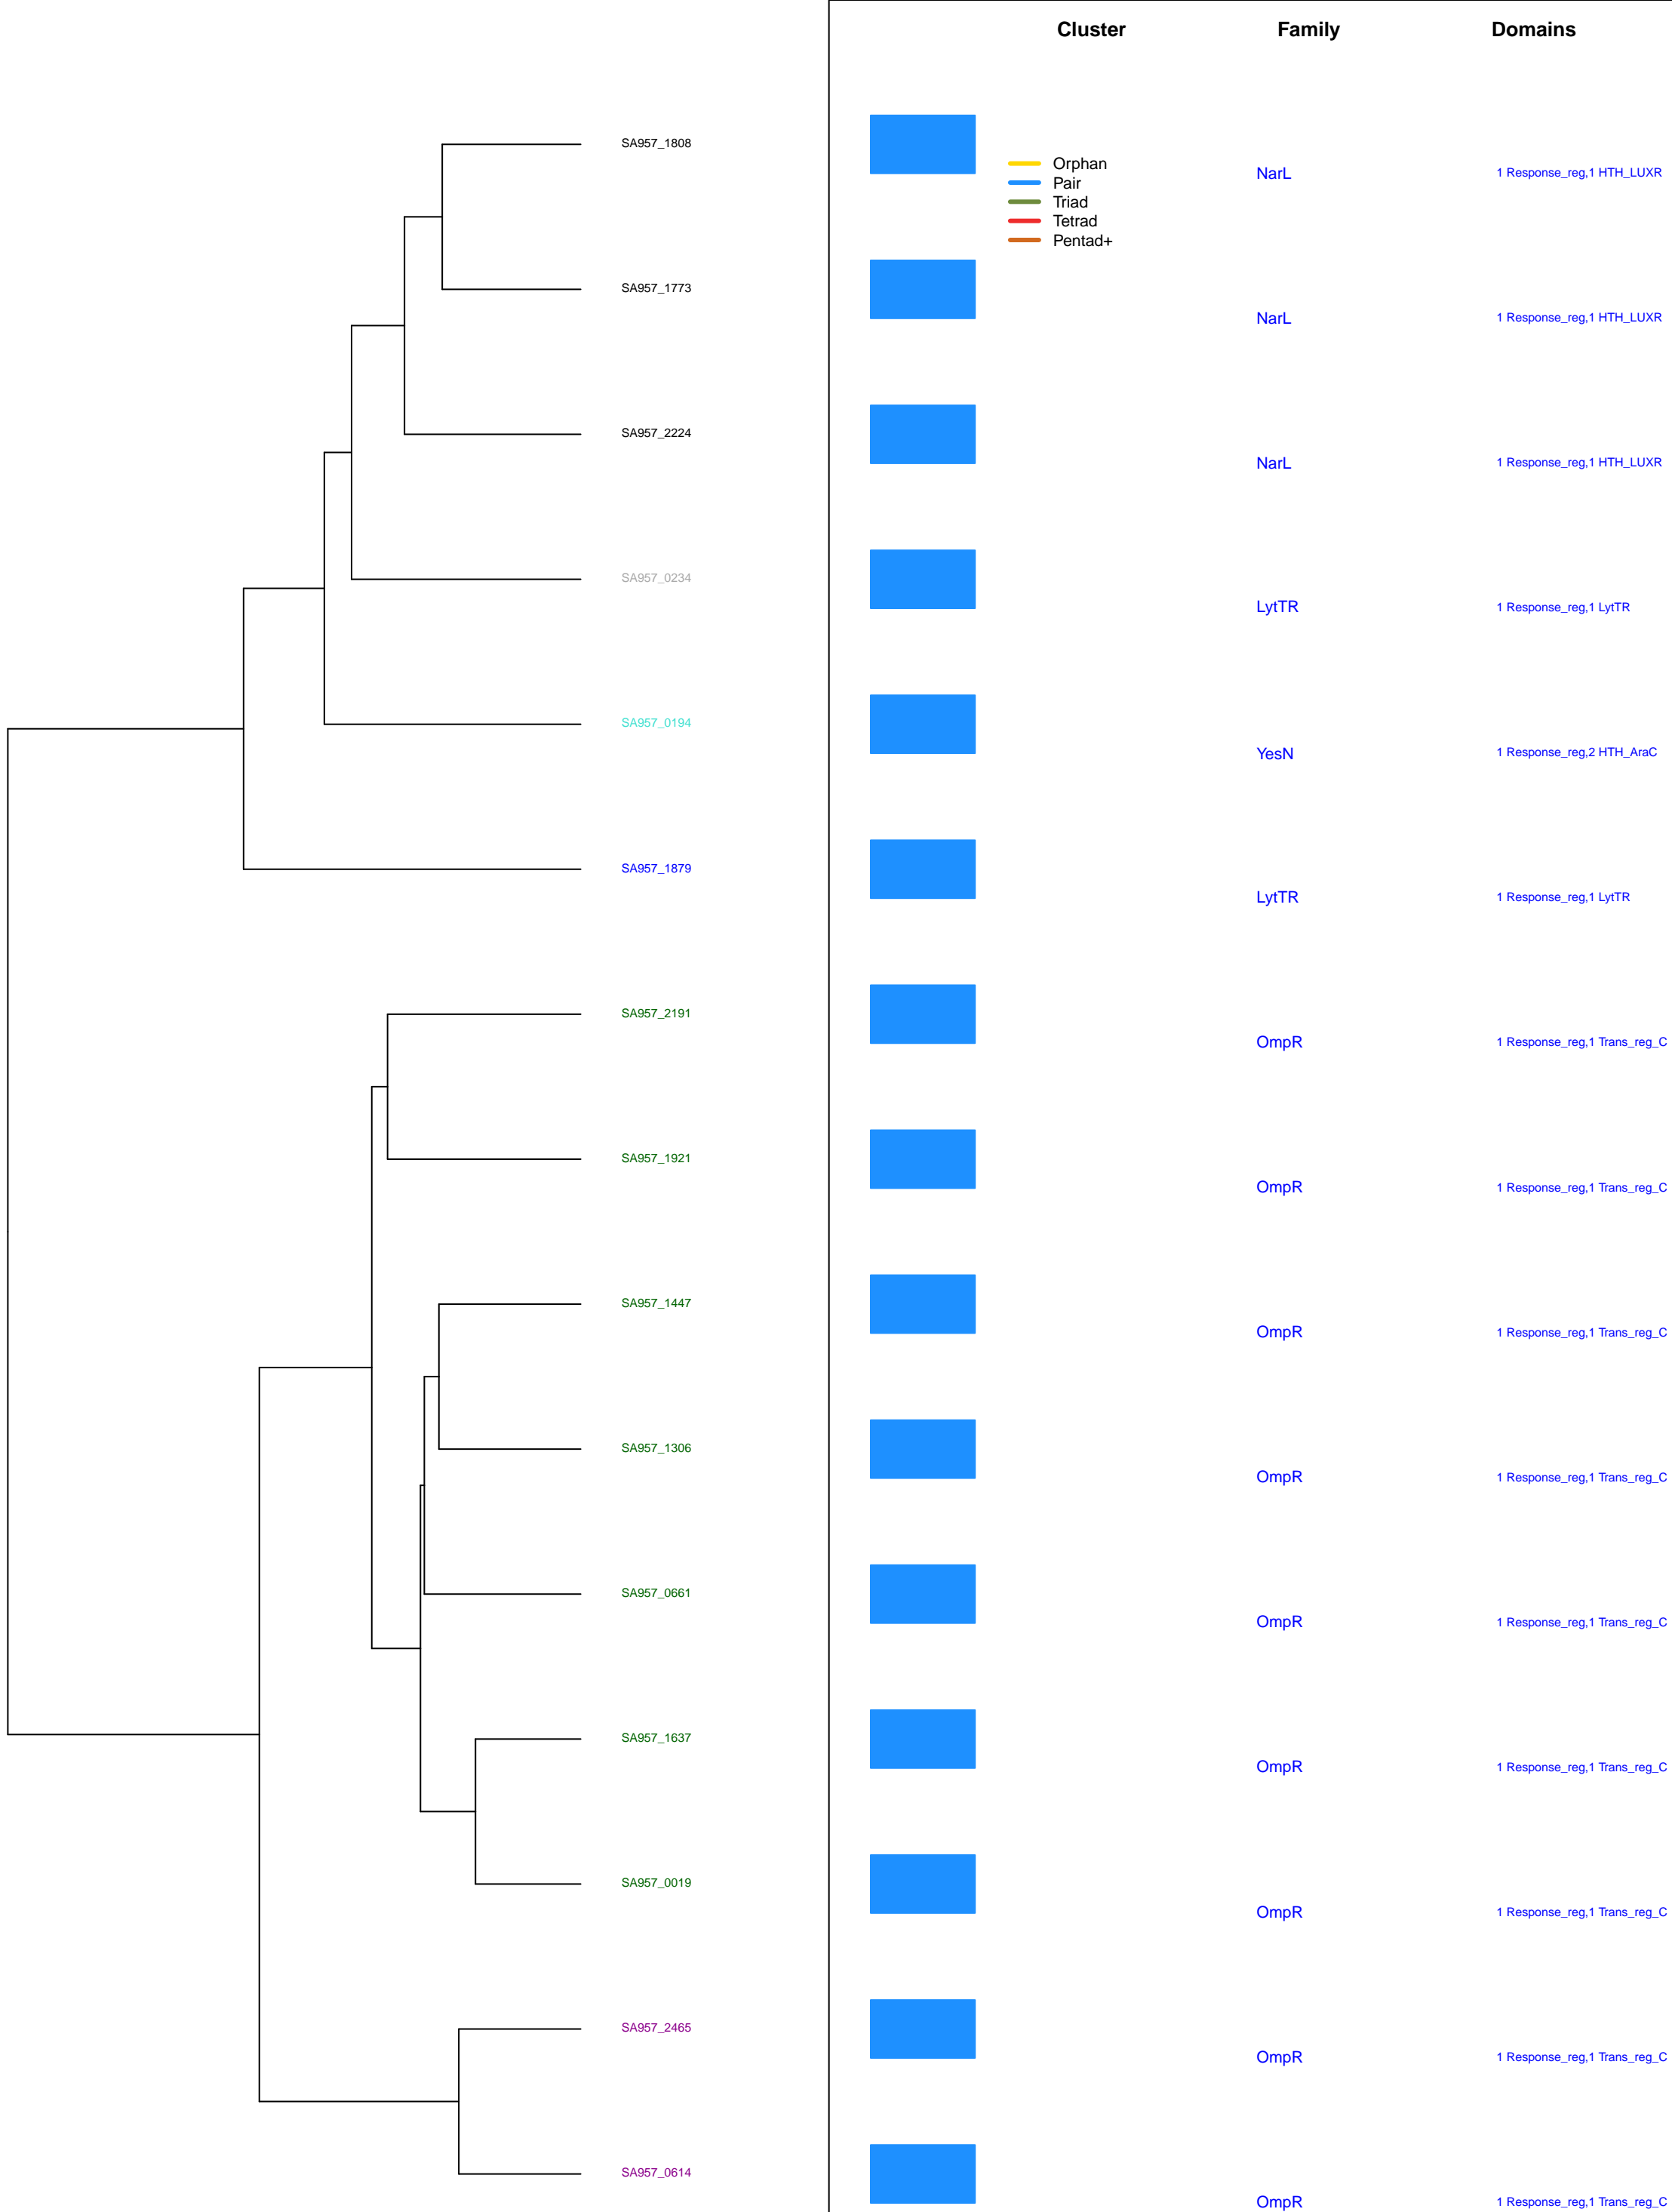 Cluster Family Domains
SA957_1808
Orphan
Pair
Triad
Tetrad
Pentad+
NarL 1 Response_reg,1 HTH_LUXR
SA957_1773
NarL 1 Response_reg,1 HTH_LUXR
SA957_2224
NarL 1 Response_reg,1 HTH_LUXR
SA957_0234
LytTR 1 Response_reg,1 LytTR
SA957_0194
YesN 1 Response_reg,2 HTH_AraC
SA957_1879
LytTR 1 Response_reg,1 LytTR
SA957_2191
OmpR 1 Response_reg,1 Trans_reg_C
SA957_1921
OmpR 1 Response_reg,1 Trans_reg_C
SA957_1447
OmpR 1 Response_reg,1 Trans_reg_C
SA957_1306
OmpR 1 Response_reg,1 Trans_reg_C
SA957_0661
OmpR 1 Response_reg,1 Trans_reg_C
SA957_1637
OmpR 1 Response_reg,1 Trans_reg_C
SA957_0019
OmpR 1 Response_reg,1 Trans_reg_C
SA957_2465
OmpR 1 Response_reg,1 Trans_reg_C
SA957_0614
OmpR 1 Response_reg,1 Trans_reg_C